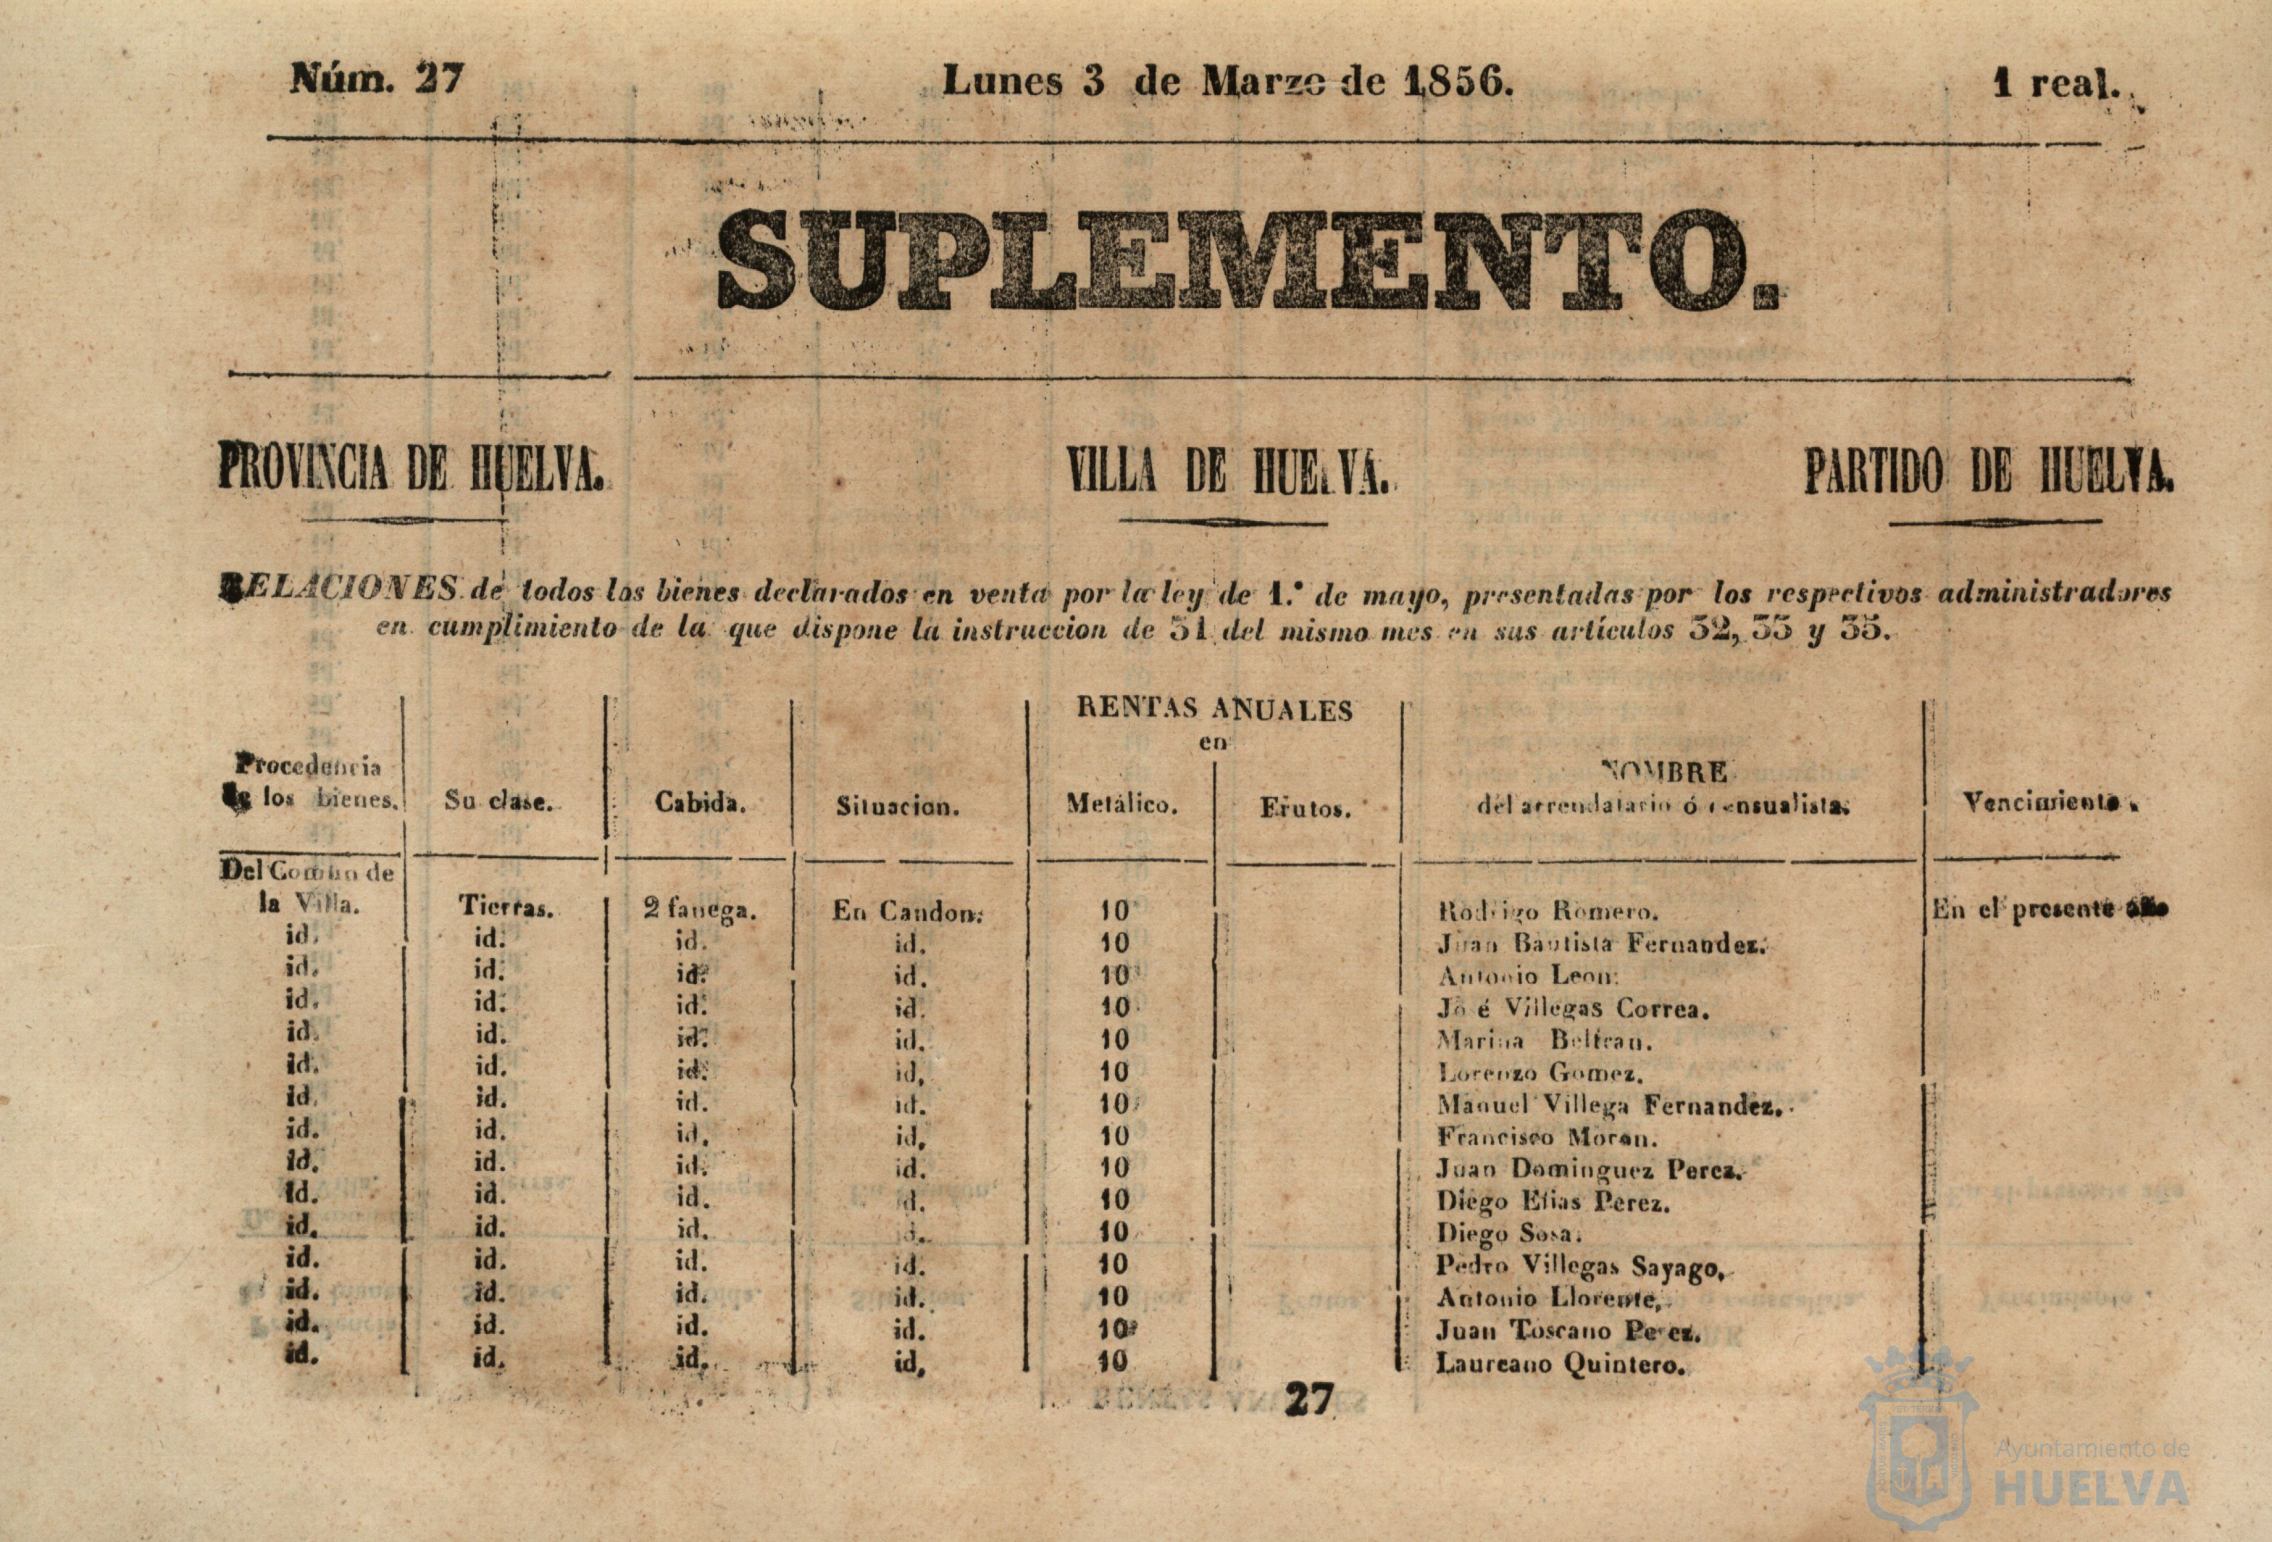 Núm. 27 Lunes 3 de Marzo de 1856. 1 real.
SUPLEMENTO.
PROVINCIA DE HUELVA. VILLA DE HUELVA. PARTIDO DE HUELVA.
RELACIONES de todos los bienes declarados en venta por la ley de 1.° de mayo, presentadas por los respectivos administradores
en cumplimiento de la que dispone la instruccion de 31 del mismo mes en sus artículos 32, 33 y 35.
RENTAS ANUALES
en
Procedencia
de los bienes. Su clase. Cabida. Situacion. Metálico. Frutos. NOMBRE
del arrendatario ó censualista. Vencimiento.
Del Comun de
la Villa. Tierras. 2 fanega. En Candon. 10 Rodrigo Romero. En el presente año
id. id. id. id. 10 Juan Bautista Fernandez.
id. id. id. id. 10 Antonio Leon.
id. id. id. id. 10 Jo é Villegas Correa.
id. id. id. id. 10 Marina Beltran.
id. id. id. id, 10 Lorenzo Gomez.
id. id. id. id. 10 Manuel Villega Fernandez.
id. id. id. id, 10 Francisco Moron.
id. id. id. id. 10 Juan Dominguez Perez.
id. id. id. id. 10 Diego Elias Perez.
id. id. id. 10 Diego Sosa.
id. id. id. id. 10 Pedro Villegas Sayago,
id. id. id. id. 10 Antonio Llorente,
id. id. id. id. 10 Juan Toscano Perez.
id. id. id. id, 10 Laureano Quintero.
27
Ayuntamiento de
HUELVA